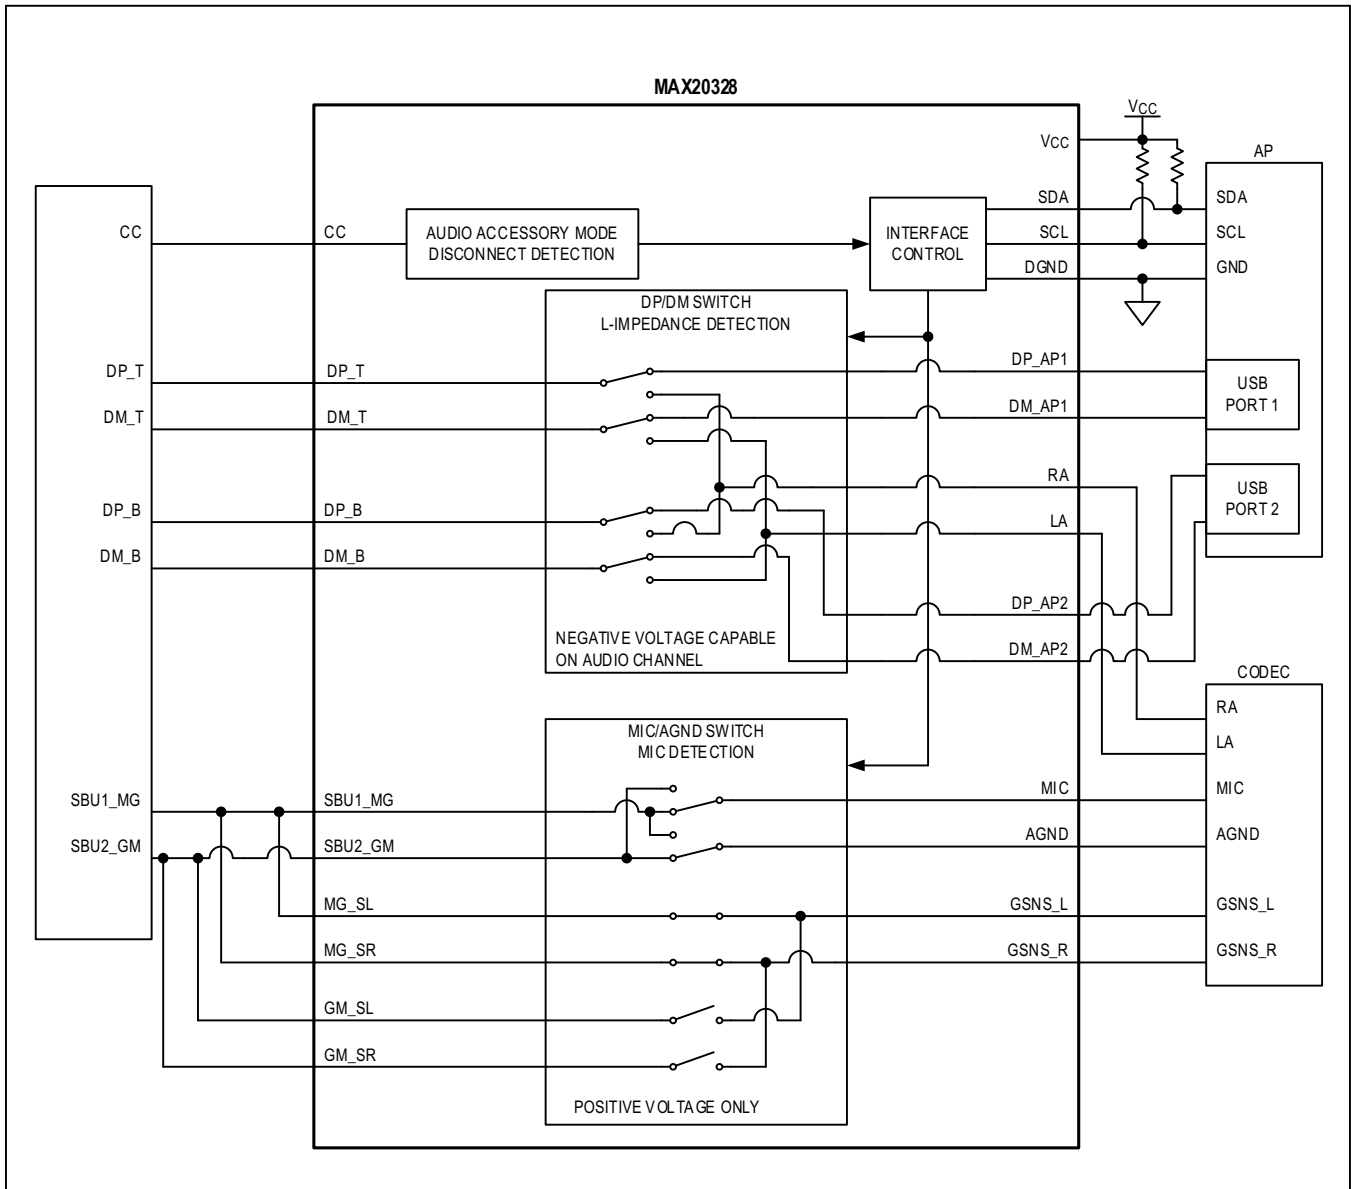 MAX20328
VCC
VCC
AP
SDA
SDA
CC
CC
AUDIO ACCESSORY MODE
DISCONNECT DETECTION
INTERFACE
CONTROL
SCL
SCL
DGND
GND
DP/DM SWITCH
L-IMPEDANCE DETECTION
DP_T
DP_T
DP_AP1
USB
PORT 1
DM_T
DM_T
DM_AP1
RA
USB
PORT 2
DP_B
DP_B
LA
DM_B
DM_B
DP_AP2
NEGATIVE VOLTAGE CAPABLE
ON AUDIO CHANNEL
DM_AP2
CODEC
RA
MIC/AGND SWITCH
MIC DETECTION
LA
SBU1_MG
SBU1_MG
MIC
MIC
SBU2_GM
SBU2_GM
AGND
AGND
MG_SL
GSNS_L
GSNS_L
MG_SR
GSNS_R
GSNS_R
GM_SL
GM_SR
POSITIVE VOLTAGE ONLY